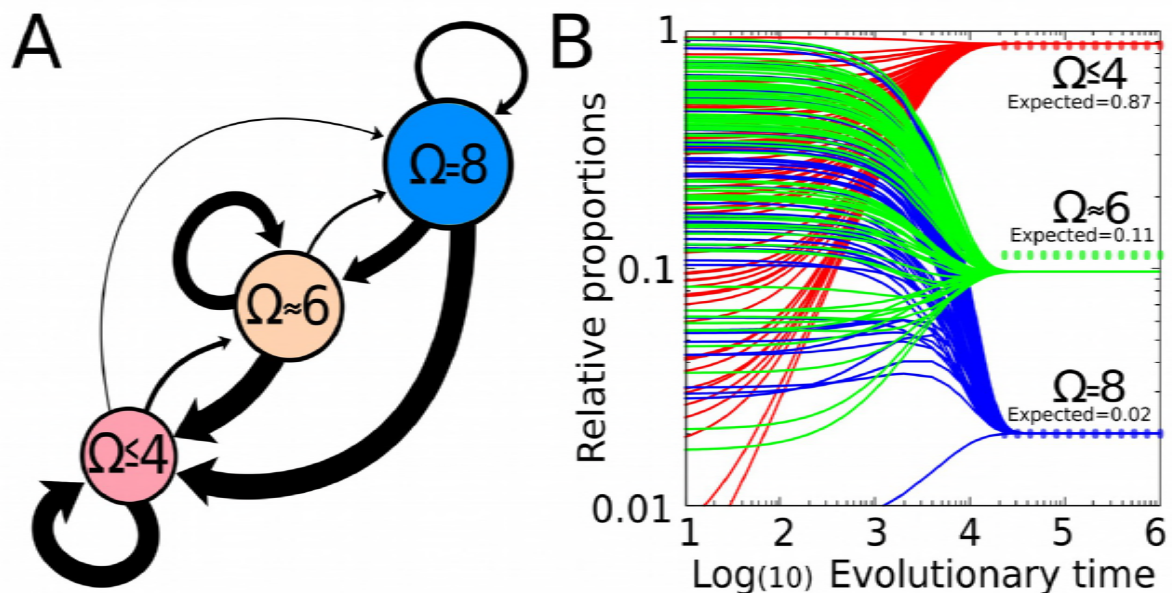 A
Ω=8
Ω≈6
Ω≤4
B
Relative proportions
1
0.1
0.01
Ω≤4
Expected=0.87
Ω≈6
Expected=0.11
Ω=8
Expected=0.02
1 2 3 4 5 6
Log(10) Evolutionary time